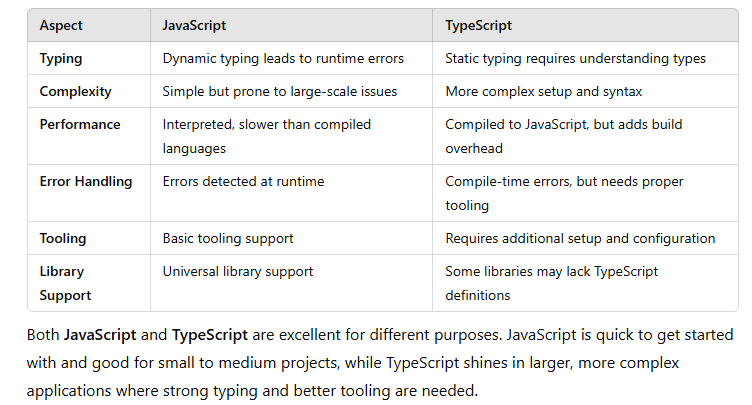 Aspect JavaScript TypeScript
Typing Dynamic typing leads to runtime errors Static typing requires understanding types
Complexity Simple but prone to large-scale issues More complex setup and syntax
Performance Interpreted, slower than compiled Compiled to JavaScript, but adds build
languages overhead
Error Handling Errors detected at runtime Compile-time errors, but needs proper
tooling
Tooling Basic tooling support Requires additional setup and configuration
Library Universal library support Some libraries may lack TypeScript
Support definitions
Both JavaScript and TypeScript are excellent for different purposes. JavaScript is quick to get started
with and good for small to medium projects, while TypeScript shines in larger, more complex
applications where strong typing and better tooling are needed.